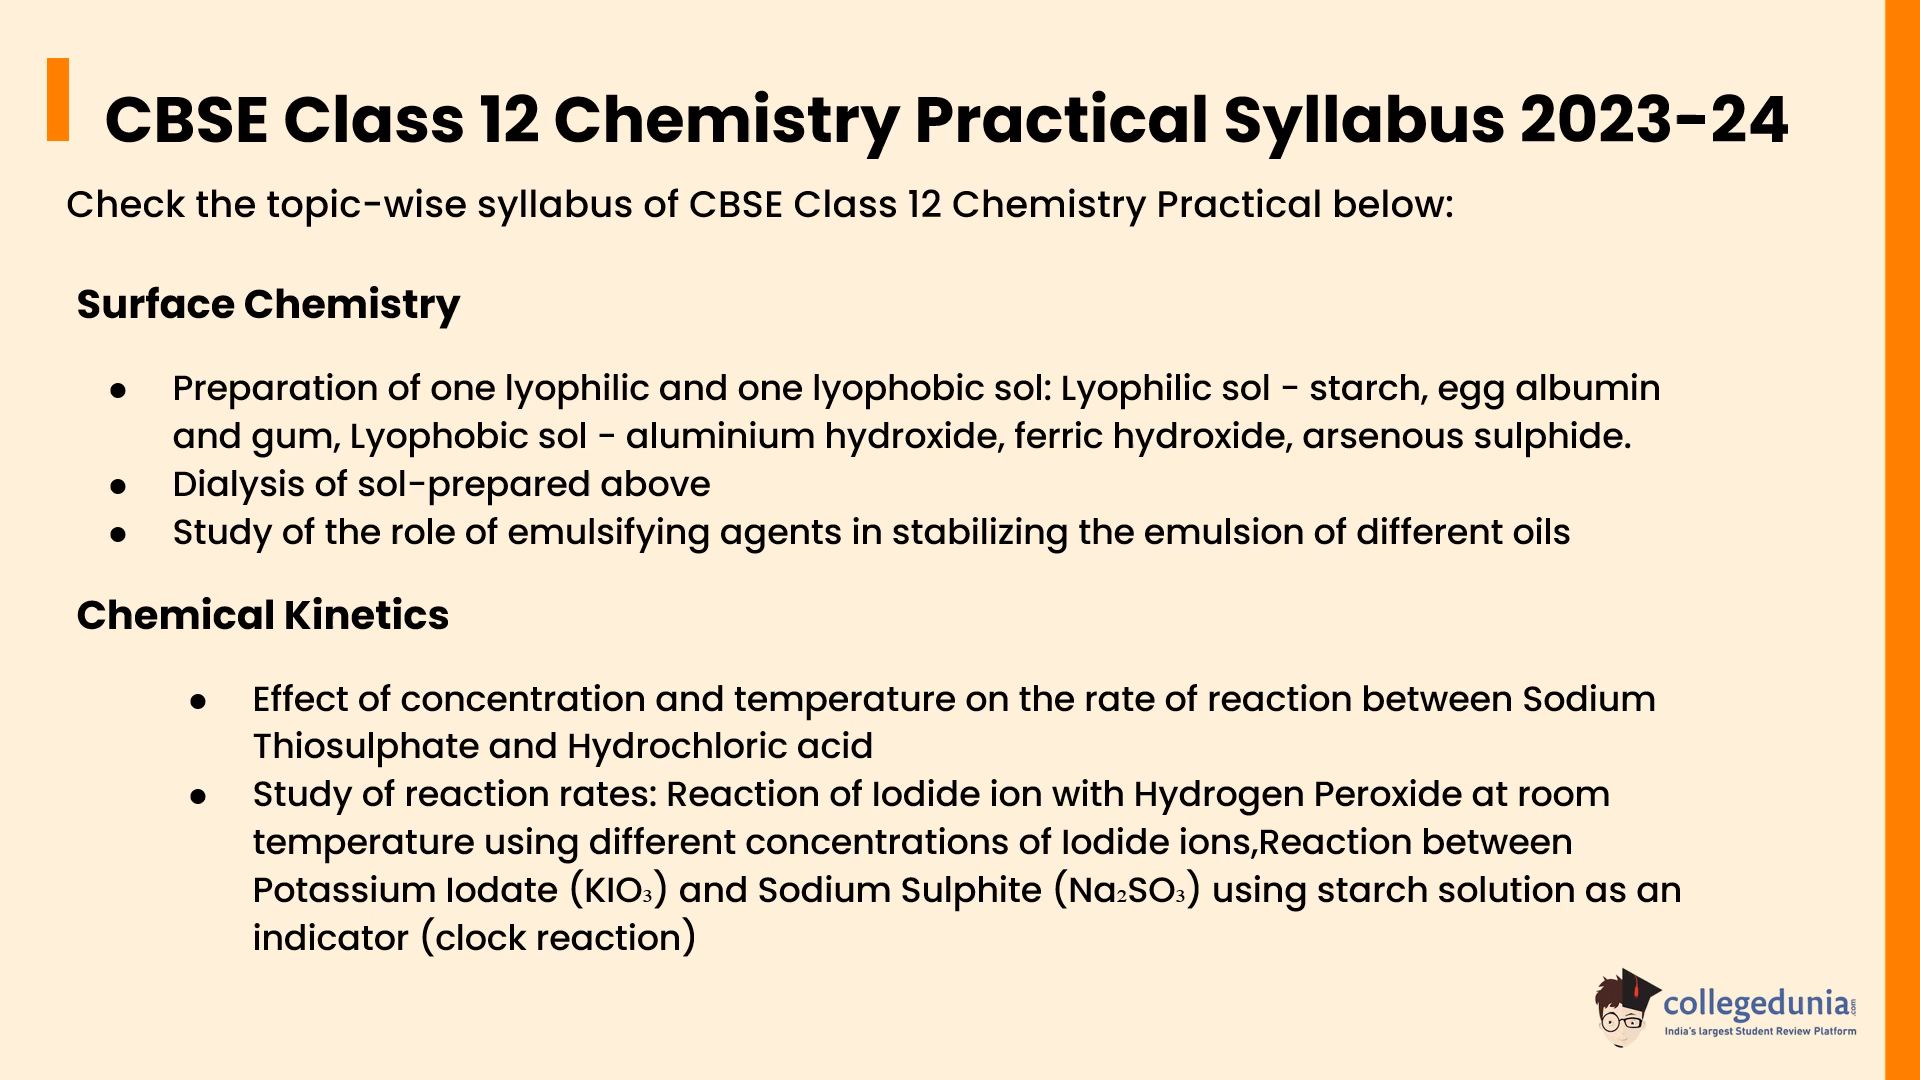 CBSE Class 12 Chemistry Practical Syllabus 2023-24
Check the topic-wise syllabus of CBSE Class 12 Chemistry Practical below:
Surface Chemistry
● Preparation of one lyophilic and one lyophobic sol: Lyophilic sol - starch, egg albumin
and gum, Lyophobic sol - aluminium hydroxide, ferric hydroxide, arsenous sulphide.
● Dialysis of sol-prepared above
● Study of the role of emulsifying agents in stabilizing the emulsion of different oils
Chemical Kinetics
● Effect of concentration and temperature on the rate of reaction between Sodium
Thiosulphate and Hydrochloric acid
● Study of reaction rates: Reaction of Iodide ion with Hydrogen Peroxide at room
temperature using different concentrations of Iodide ions,Reaction between
Potassium Iodate (KIO₃) and Sodium Sulphite (Na₂SO₃) using starch solution as an
indicator (clock reaction)
collegedunia.com
India's largest Student Review Platform